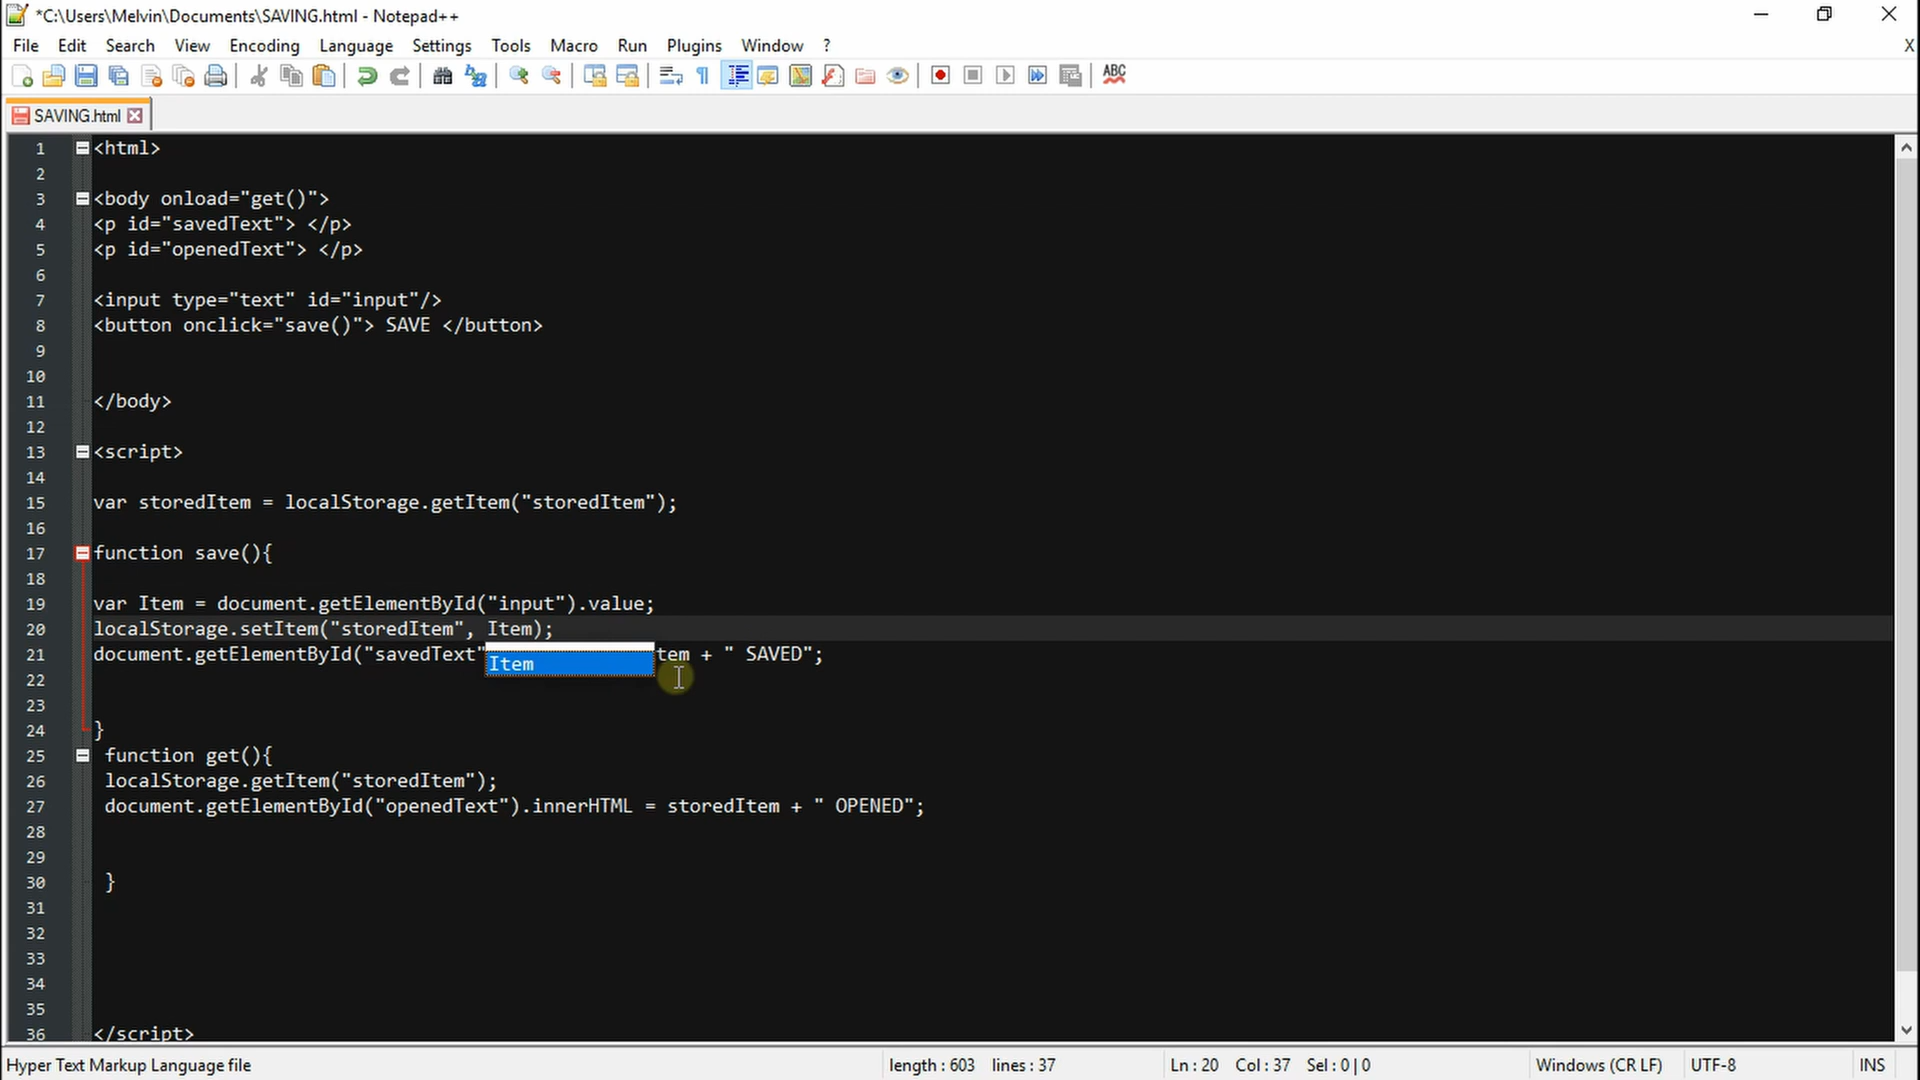 *C:\Users\Melvin\Documents\SAVING.html - Notepad++
File Edit Search View Encoding Language Settings Tools Macro Run Plugins Window ? X
ABC
SAVING.html
1 <html>
2
3 <body onload="get()">
4 <p id="savedText"> </p>
5 <p id="openedText"> </p>
6
7 <input type="text" id="input"/>
8 <button onclick="save()"> SAVE </button>
9
10
11 </body>
12
13 <script>
14
15 var storedItem = localStorage.getItem("storedItem");
16
17 function save(){
18
19 var Item = document.getElementById("input").value;
20 localStorage.setItem("storedItem", Item);
21 document.getElementById("savedText" tem + " SAVED";
Item
22
23
24 }
25 function get(){
26 localStorage.getItem("storedItem");
27 document.getElementById("openedText").innerHTML = storedItem + " OPENED";
28
29
30 }
31
32
33
34
35
36 </script>
Hyper Text Markup Language file length : 603 lines : 37 Ln : 20 Col : 37 Sel : 0 | 0 Windows (CR LF) UTF-8 INS